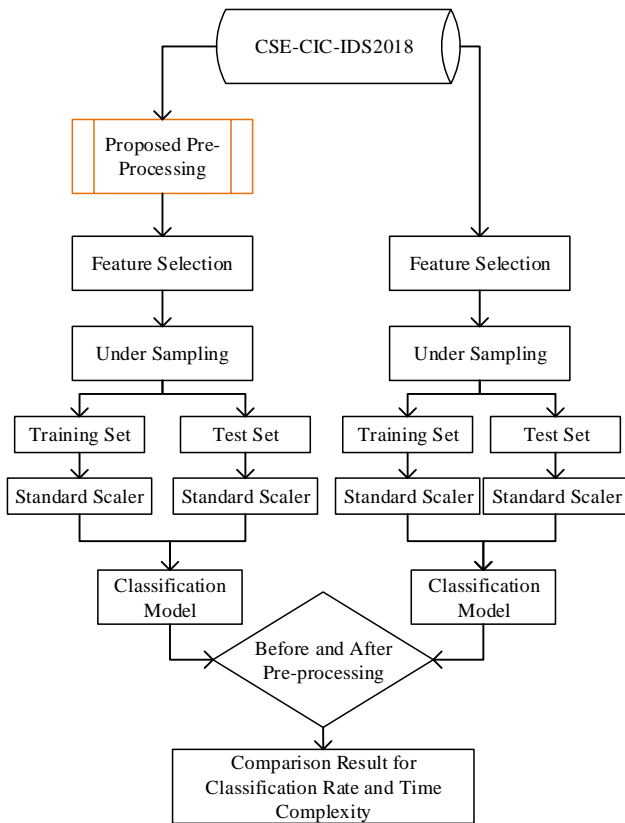 CSE-CIC-IDS2018
Proposed Pre-
Processing
Feature Selection
Feature Selection
Under Sampling
Under Sampling
Training Set
Test Set
Training Set
Test Set
Standard Scaler
Standard Scaler
Standard Scaler
Standard Scaler
Classification
Model
Classification
Model
Before and After
Pre-processing
Comparison Result for
Classification Rate and Time
Complexity